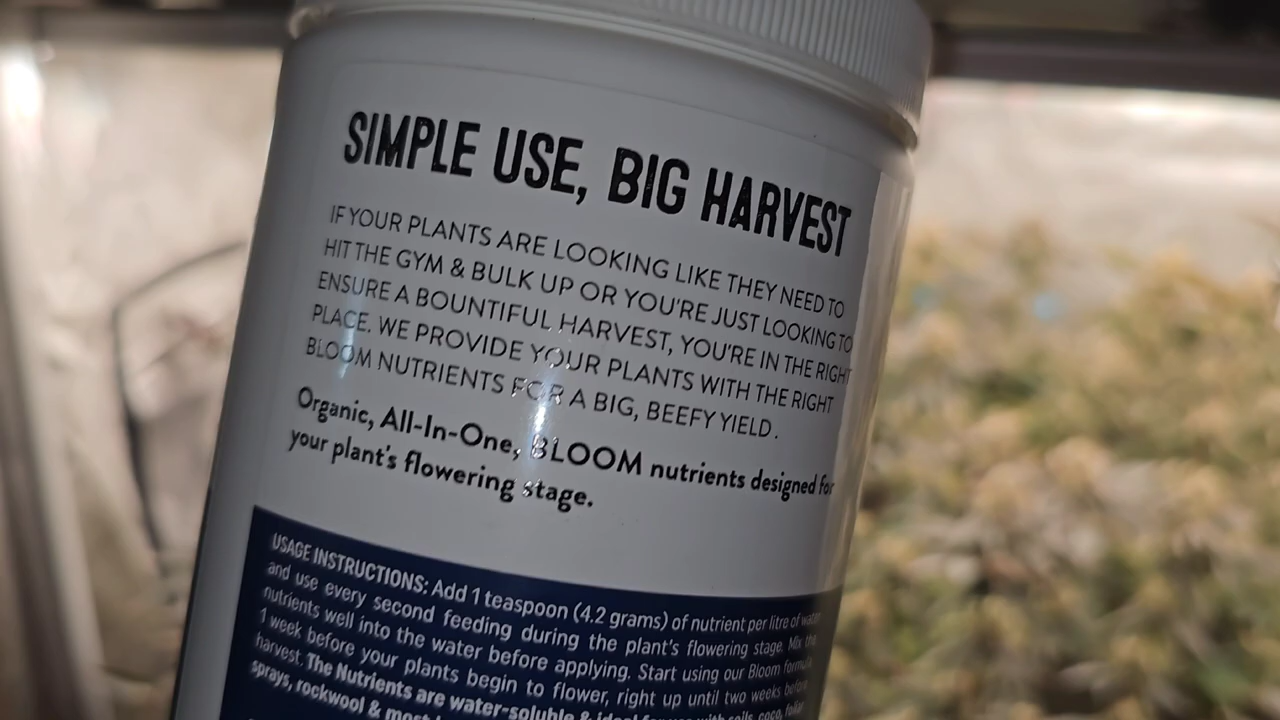 SIMPLE USE, BIG HARVEST
IF YOUR PLANTS ARE LOOKING LIKE THEY NEED TO
HIT THE GYM & BULK UP OR YOU'RE JUST LOOKING TO
ENSURE A BOUNTIFUL HARVEST, YOU'RE IN THE RIGHT
PLACE. WE PROVIDE YOUR PLANTS WITH THE RIGHT
BLOOM NUTRIENTS FOR A BIG, BEEFY YIELD.
Organic, All-In-One, BLOOM nutrients designed for
your plant's flowering stage.
USAGE INSTRUCTIONS: Add 1 teaspoon (4.2 grams) of nutrient per litre of water
and use every second feeding during the plant's flowering stage. Mix the
nutrients well into the water before applying. Start using our Bloom formula
1 week before your plants begin to flower, right up until two weeks before
harvest. The Nutrients are water-soluble & ideal for use with soils, coco, foliar
sprays, rockwool & most